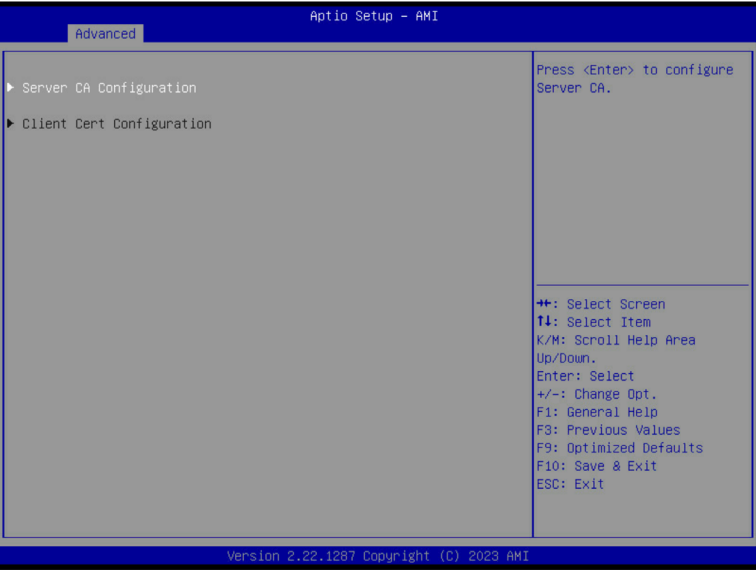 Aptio Setup – AMI
Advanced
▶ Server CA Configuration
▶ Client Cert Configuration
Press <Enter> to configure
Server CA.
→←: Select Screen
↑↓: Select Item
K/M: Scroll Help Area
Up/Down.
Enter: Select
+/-: Change Opt.
F1: General Help
F3: Previous Values
F9: Optimized Defaults
F10: Save & Exit
ESC: Exit
Version 2.22.1287 Copyright (C) 2023 AMI